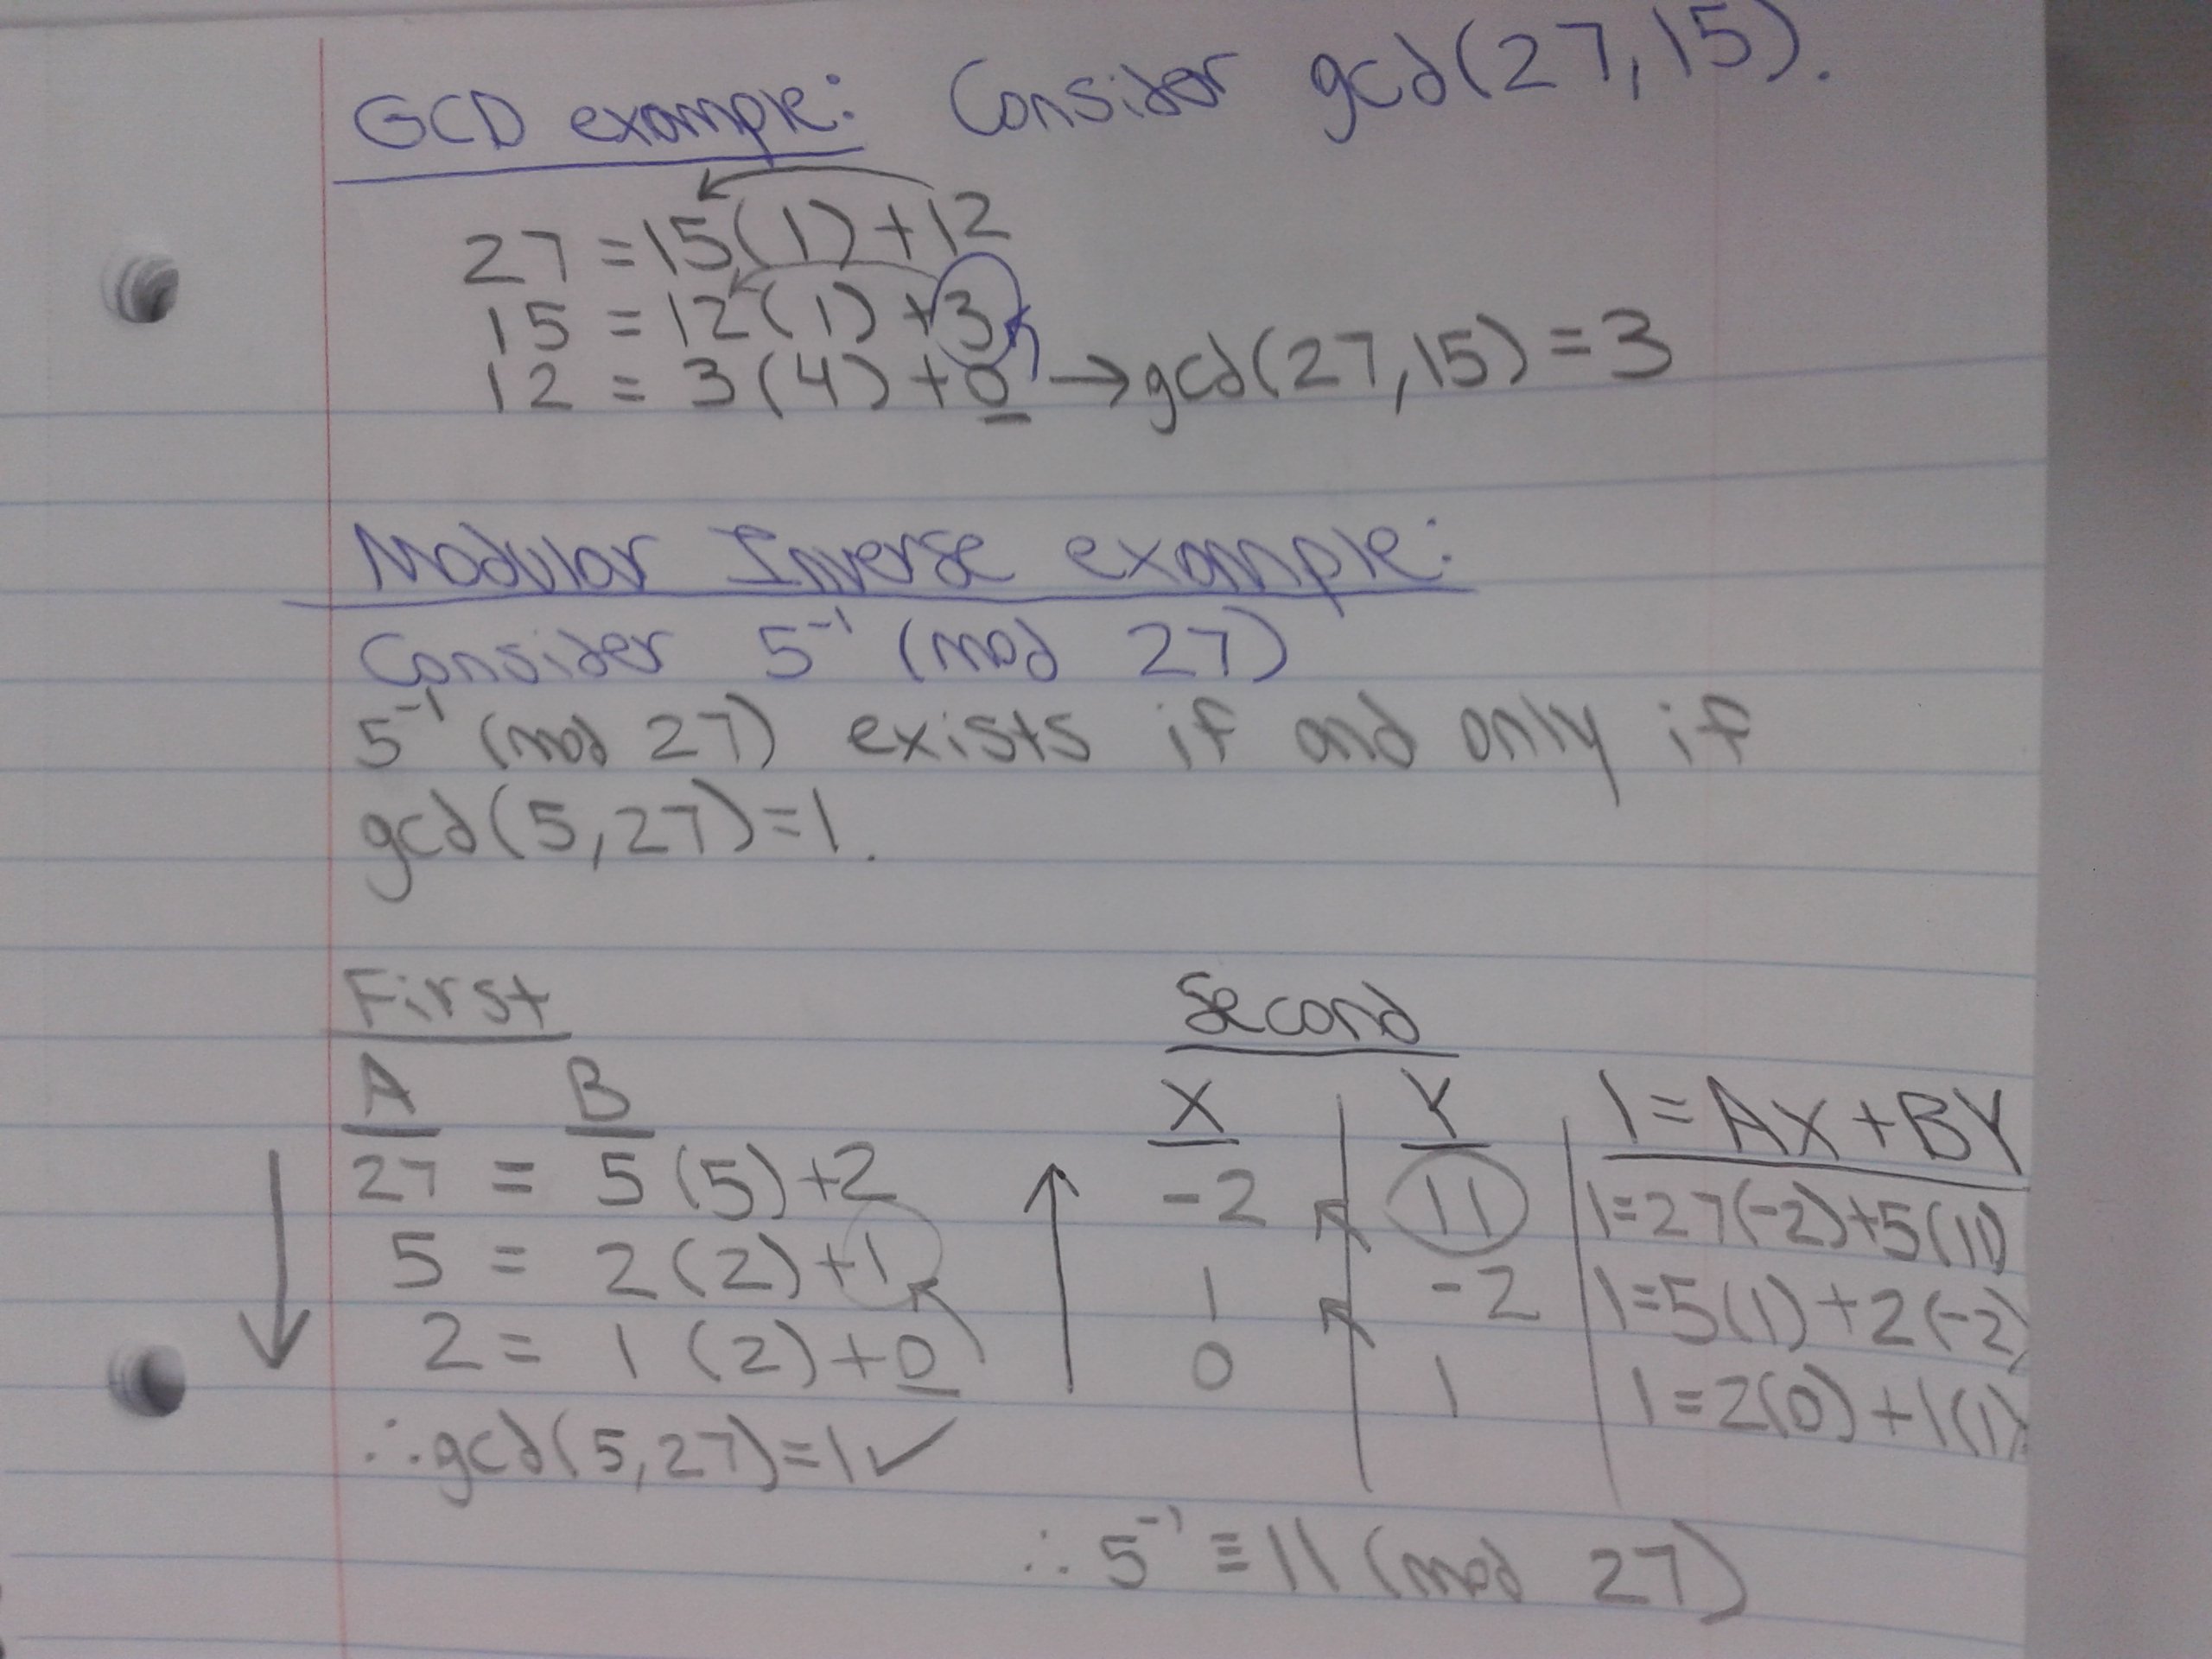 GCD example: Consider gcd(27,15).
27 = 15(1)+12
15 = 12(1)+3
12 = 3(4)+0 → gcd(27,15)=3
Modular Inverse example:
Consider 5⁻¹ (mod 27)
5⁻¹ (mod 27) exists if and only if
gcd(5,27)=1.
First
A B
27 = 5(5)+2
5 = 2(2)+1
2 = 1(2)+0
∴ gcd(5,27)=1✓
Second
X Y 1=AX+BY
-2 11 1=27(-2)+5(11)
1 -2 1=5(1)+2(-2)
0 1 1=2(0)+1(1)
∴ 5⁻¹ ≡ 11 (mod 27)